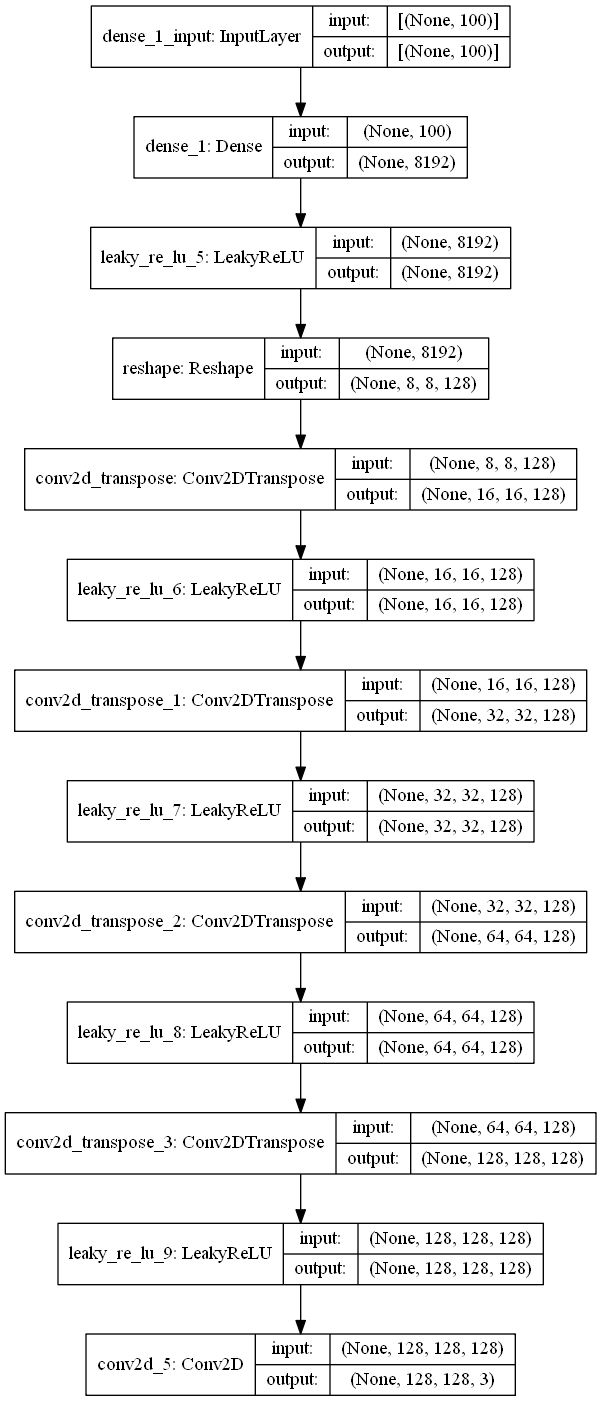 dense_1_input: InputLayer
input: [(None, 100)]
output: [(None, 100)]
dense_1: Dense
input: (None, 100)
output: (None, 8192)
leaky_re_lu_5: LeakyReLU
input: (None, 8192)
output: (None, 8192)
reshape: Reshape
input: (None, 8192)
output: (None, 8, 8, 128)
conv2d_transpose: Conv2DTranspose
input: (None, 8, 8, 128)
output: (None, 16, 16, 128)
leaky_re_lu_6: LeakyReLU
input: (None, 16, 16, 128)
output: (None, 16, 16, 128)
conv2d_transpose_1: Conv2DTranspose
input: (None, 16, 16, 128)
output: (None, 32, 32, 128)
leaky_re_lu_7: LeakyReLU
input: (None, 32, 32, 128)
output: (None, 32, 32, 128)
conv2d_transpose_2: Conv2DTranspose
input: (None, 32, 32, 128)
output: (None, 64, 64, 128)
leaky_re_lu_8: LeakyReLU
input: (None, 64, 64, 128)
output: (None, 64, 64, 128)
conv2d_transpose_3: Conv2DTranspose
input: (None, 64, 64, 128)
output: (None, 128, 128, 128)
leaky_re_lu_9: LeakyReLU
input: (None, 128, 128, 128)
output: (None, 128, 128, 128)
conv2d_5: Conv2D
input: (None, 128, 128, 128)
output: (None, 128, 128, 3)